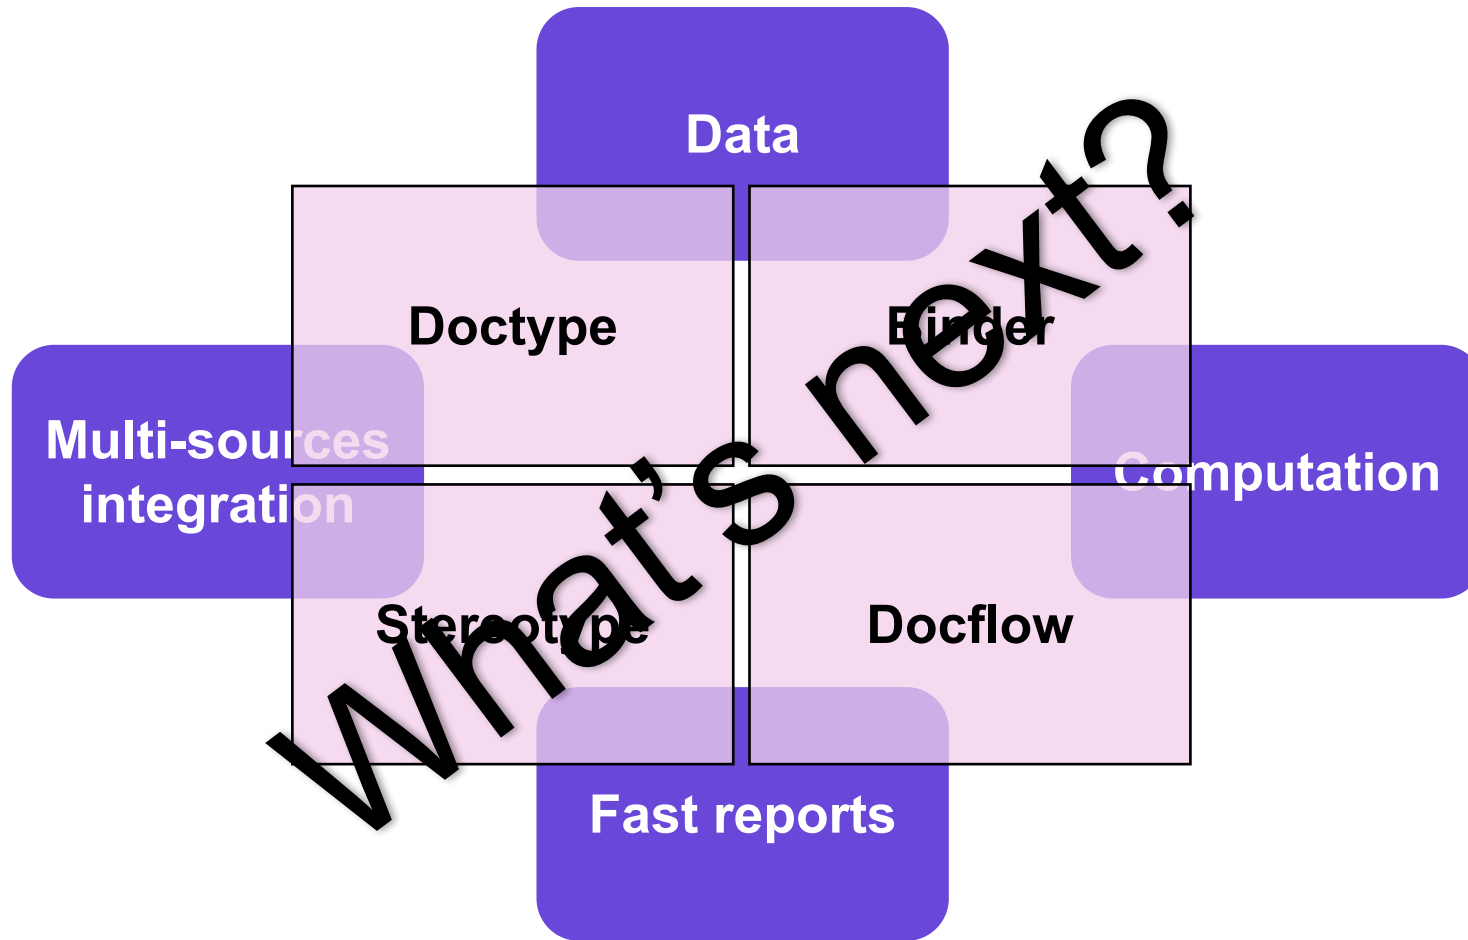 Data
Doctype
Binder
Multi-sources
integration
Computation
What’s next?
Stereotype
Docflow
Fast reports